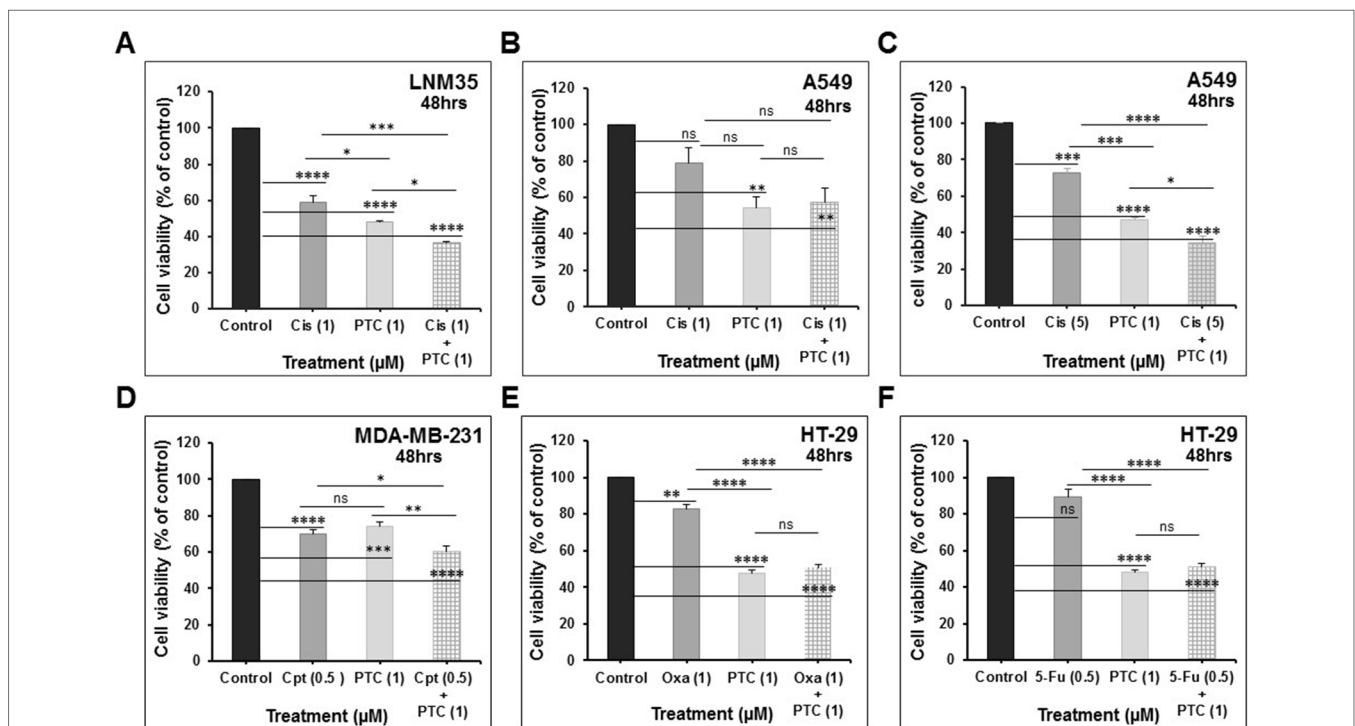 A
LNM35
48hrs
Cell viability (% of control)
120
100
80
60
40
20
0
***
*
****
*
****
****
Control Cis (1) PTC (1) Cis (1)
+
PTC (1)
Treatment (µM)
B
A549
48hrs
Cell viability (% of control)
120
100
80
60
40
20
0
ns
ns
ns
ns
**
**
Control Cis (1) PTC (1) Cis (1)
+
PTC (1)
Treatment (µM)
C
A549
48hrs
cell viability (% of control)
120
100
80
60
40
20
0
****
***
***
*
****
****
Control Cis (5) PTC (1) Cis (5)
+
PTC (1)
Treatment (µM)
D
MDA-MB-231
48hrs
Cell viability (% of control)
120
100
80
60
40
20
0
*
ns
**
****
***
****
Control Cpt (0.5 ) PTC (1) Cpt (0.5)
+
PTC (1)
Treatment (µM)
E
HT-29
48hrs
Cell viability (% of control)
120
100
80
60
40
20
0
****
****
**
ns
****
****
Control Oxa (1) PTC (1) Oxa (1)
+
PTC (1)
Treatment (µM)
F
HT-29
48hrs
Cell viability (% of control)
120
100
80
60
40
20
0
****
****
ns
ns
****
****
Control 5-Fu (0.5) PTC (1) 5-Fu (0.5)
+
PTC (1)
Treatment (µM)